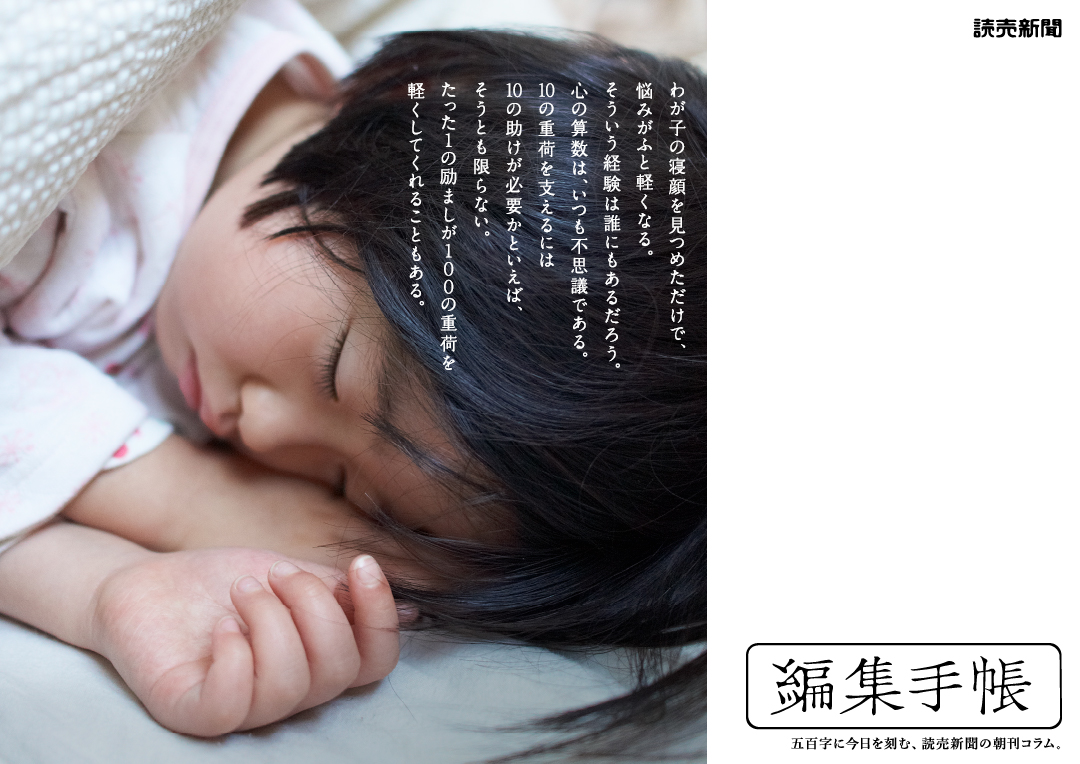 わが子の寝顔を見つめただけで、
悩みがふと軽くなる。
そういう経験は誰にもあるだろう。
心の算数は、いつも不思議である。
10の重荷を支えるには
10の助けが必要かといえば、
そうとも限らない。
たった1の励ましが100の重荷を
軽くしてくれることもある。
読売新聞
編集手帳
五百字に今日を刻む、読売新聞の朝刊コラム。